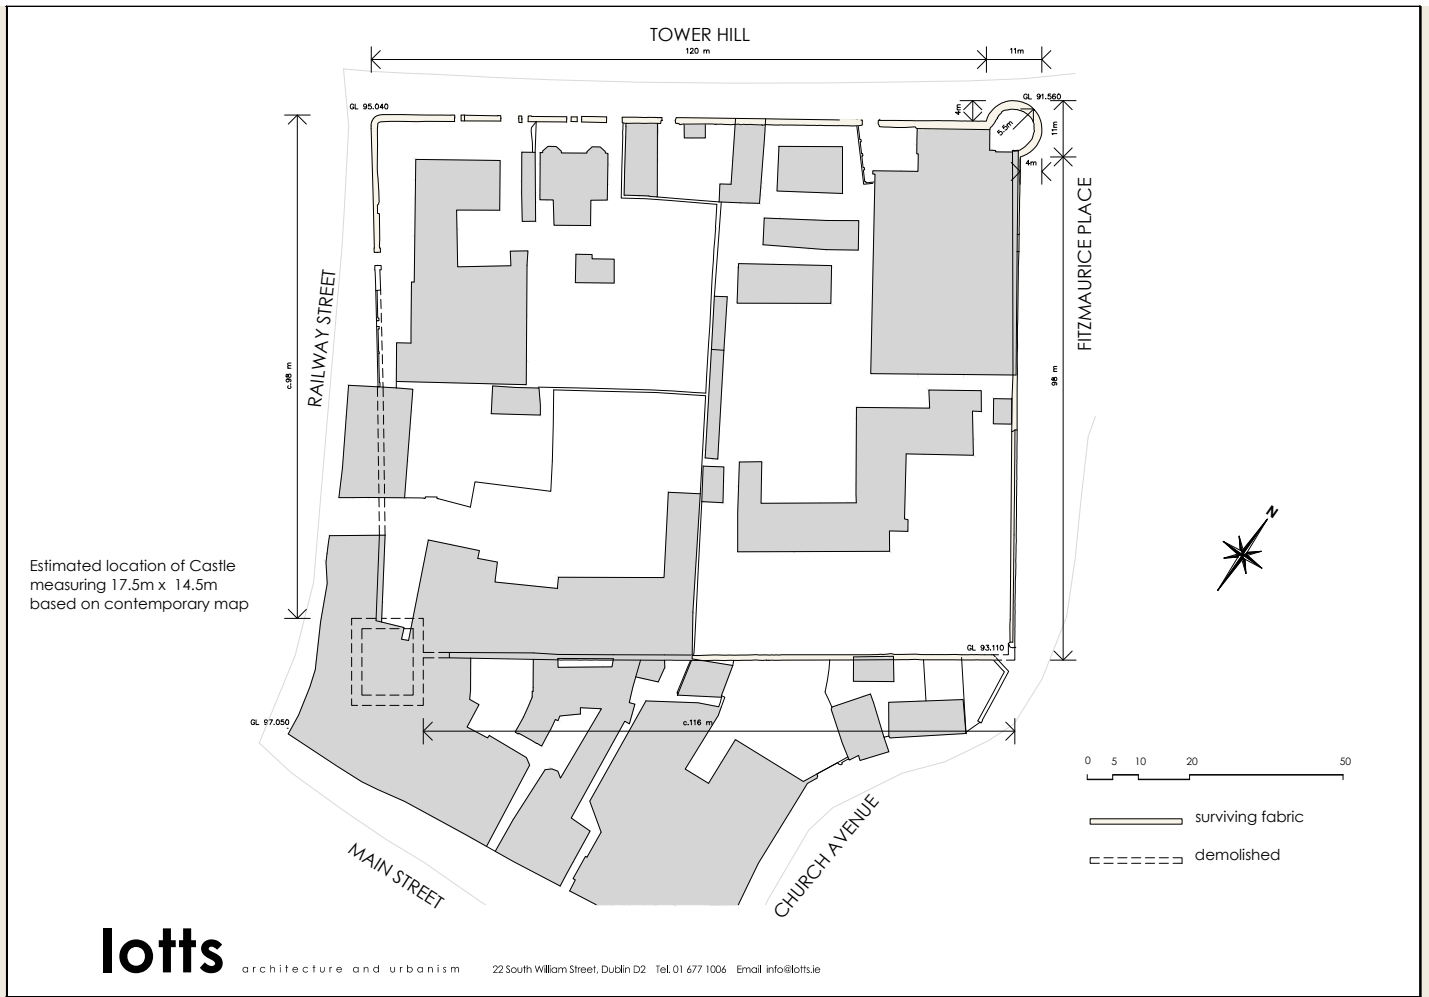 TOWER HILL
120 m
11m
GL 95.040
4m
GL 91.560
5.5m
11m
4m
RAILWAY STREET
FITZMAURICE PLACE
c.98 m
98 m
N
Estimated location of Castle
measuring 17.5m x 14.5m
based on contemporary map
GL 93.110
GL 97.050
c.116 m
0 5 10 20 50
surviving fabric
demolished
MAIN STREET
CHURCH AVENUE
lotts
architecture and urbanism
22 South William Street, Dublin D2 Tel. 01 677 1006 Email info@lotts.ie